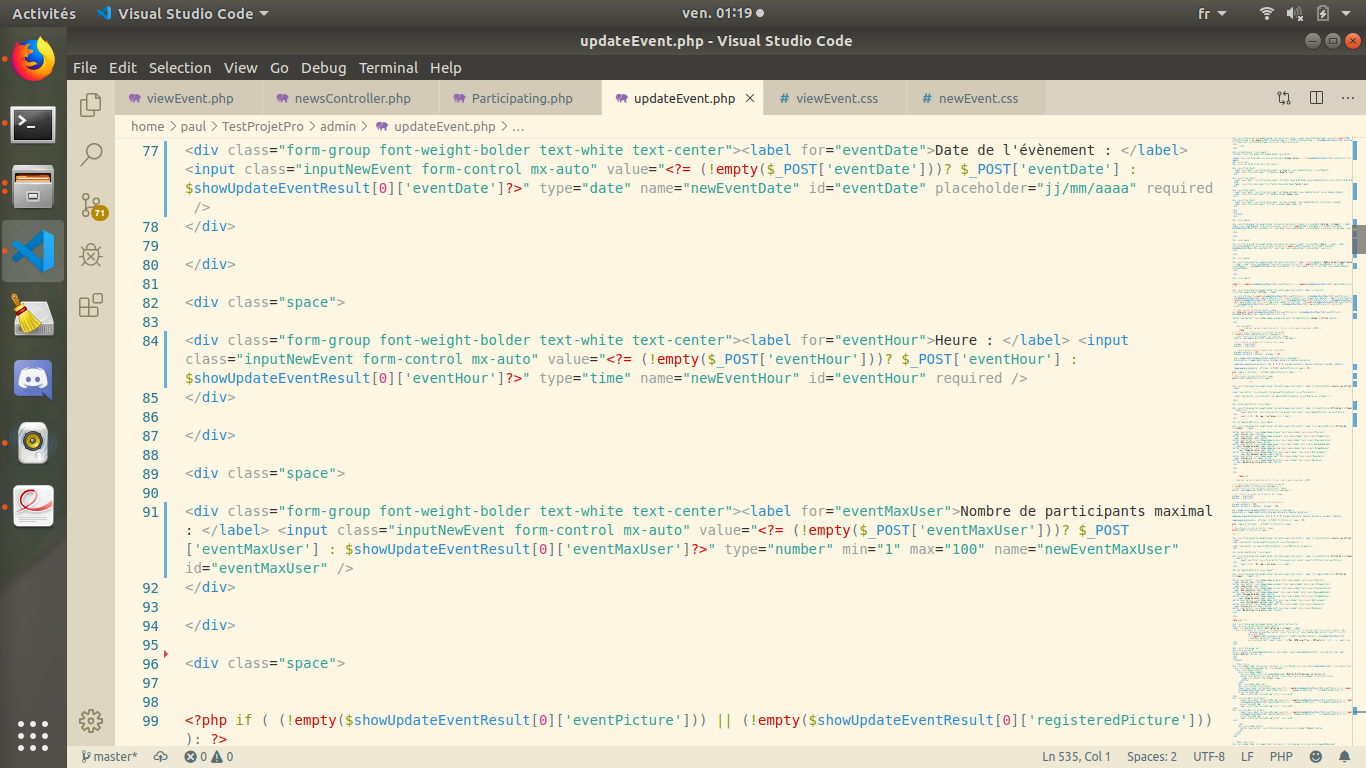 Activités Visual Studio Code ven. 01:19 fr
updateEvent.php - Visual Studio Code
File Edit Selection View Go Debug Terminal Help
viewEvent.php newsController.php Participating.php updateEvent.php viewEvent.css newEvent.css
home > paul > TestProjetPro > admin > updateEvent.php > ...
77 <div class="form-group font-weight-bolder text-white text-center"><label for="eventDate">Date de l'évènement : </label>
<input class="inputNewEvent form-control mx-auto" value="<?= (!empty($_POST['eventDate']))? $_POST['eventDate'] :
$showUpdateEventResult[0]['eventDate']?>" type="date" name="newEventDate" id="eventDate" placeholder="jj/mm/aaaa" required
/>
78 </div>
79
80 </div>
81
82 <div class="space">
83
84 <div class="form-group font-weight-bolder text-white text-center"><label for="eventHour">Heure : </label> <input
class="inputNewEvent form-control mx-auto" value="<?= (!empty($_POST['eventHour']))? $_POST['eventHour'] :
$showUpdateEventResult[0]['eventHour']?>" type="time" name="newEventHour" id="eventHour" required />
85 </div>
86
87 </div>
88
89 <div class="space">
90
91 <div class="form-group font-weight-bolder text-white text-center"><label for="eventMaxUser">Nombre de participants maximal
: </label> <input class="inputNewEvent form-control mx-auto" value="<?= (!empty($_POST['eventMaxUser']))? $_POST
['eventMaxUser'] : $showUpdateEventResult[0]['eventMaxUser']?>" type="number" min="1" max="100" name="newEventMaxUser"
id="eventMaxUser" />
92 </div>
93
94 </div>
95
96 <div class="space">
97
98
99 <?php if ( (!empty($showUpdateEventResult[0]['eventPicture'])) || (!empty($showUpdateEventResult[0]['registeredPicture']))
): ?>
71
master* 0 0 Ln 535, Col 1 Spaces: 2 UTF-8 LF PHP